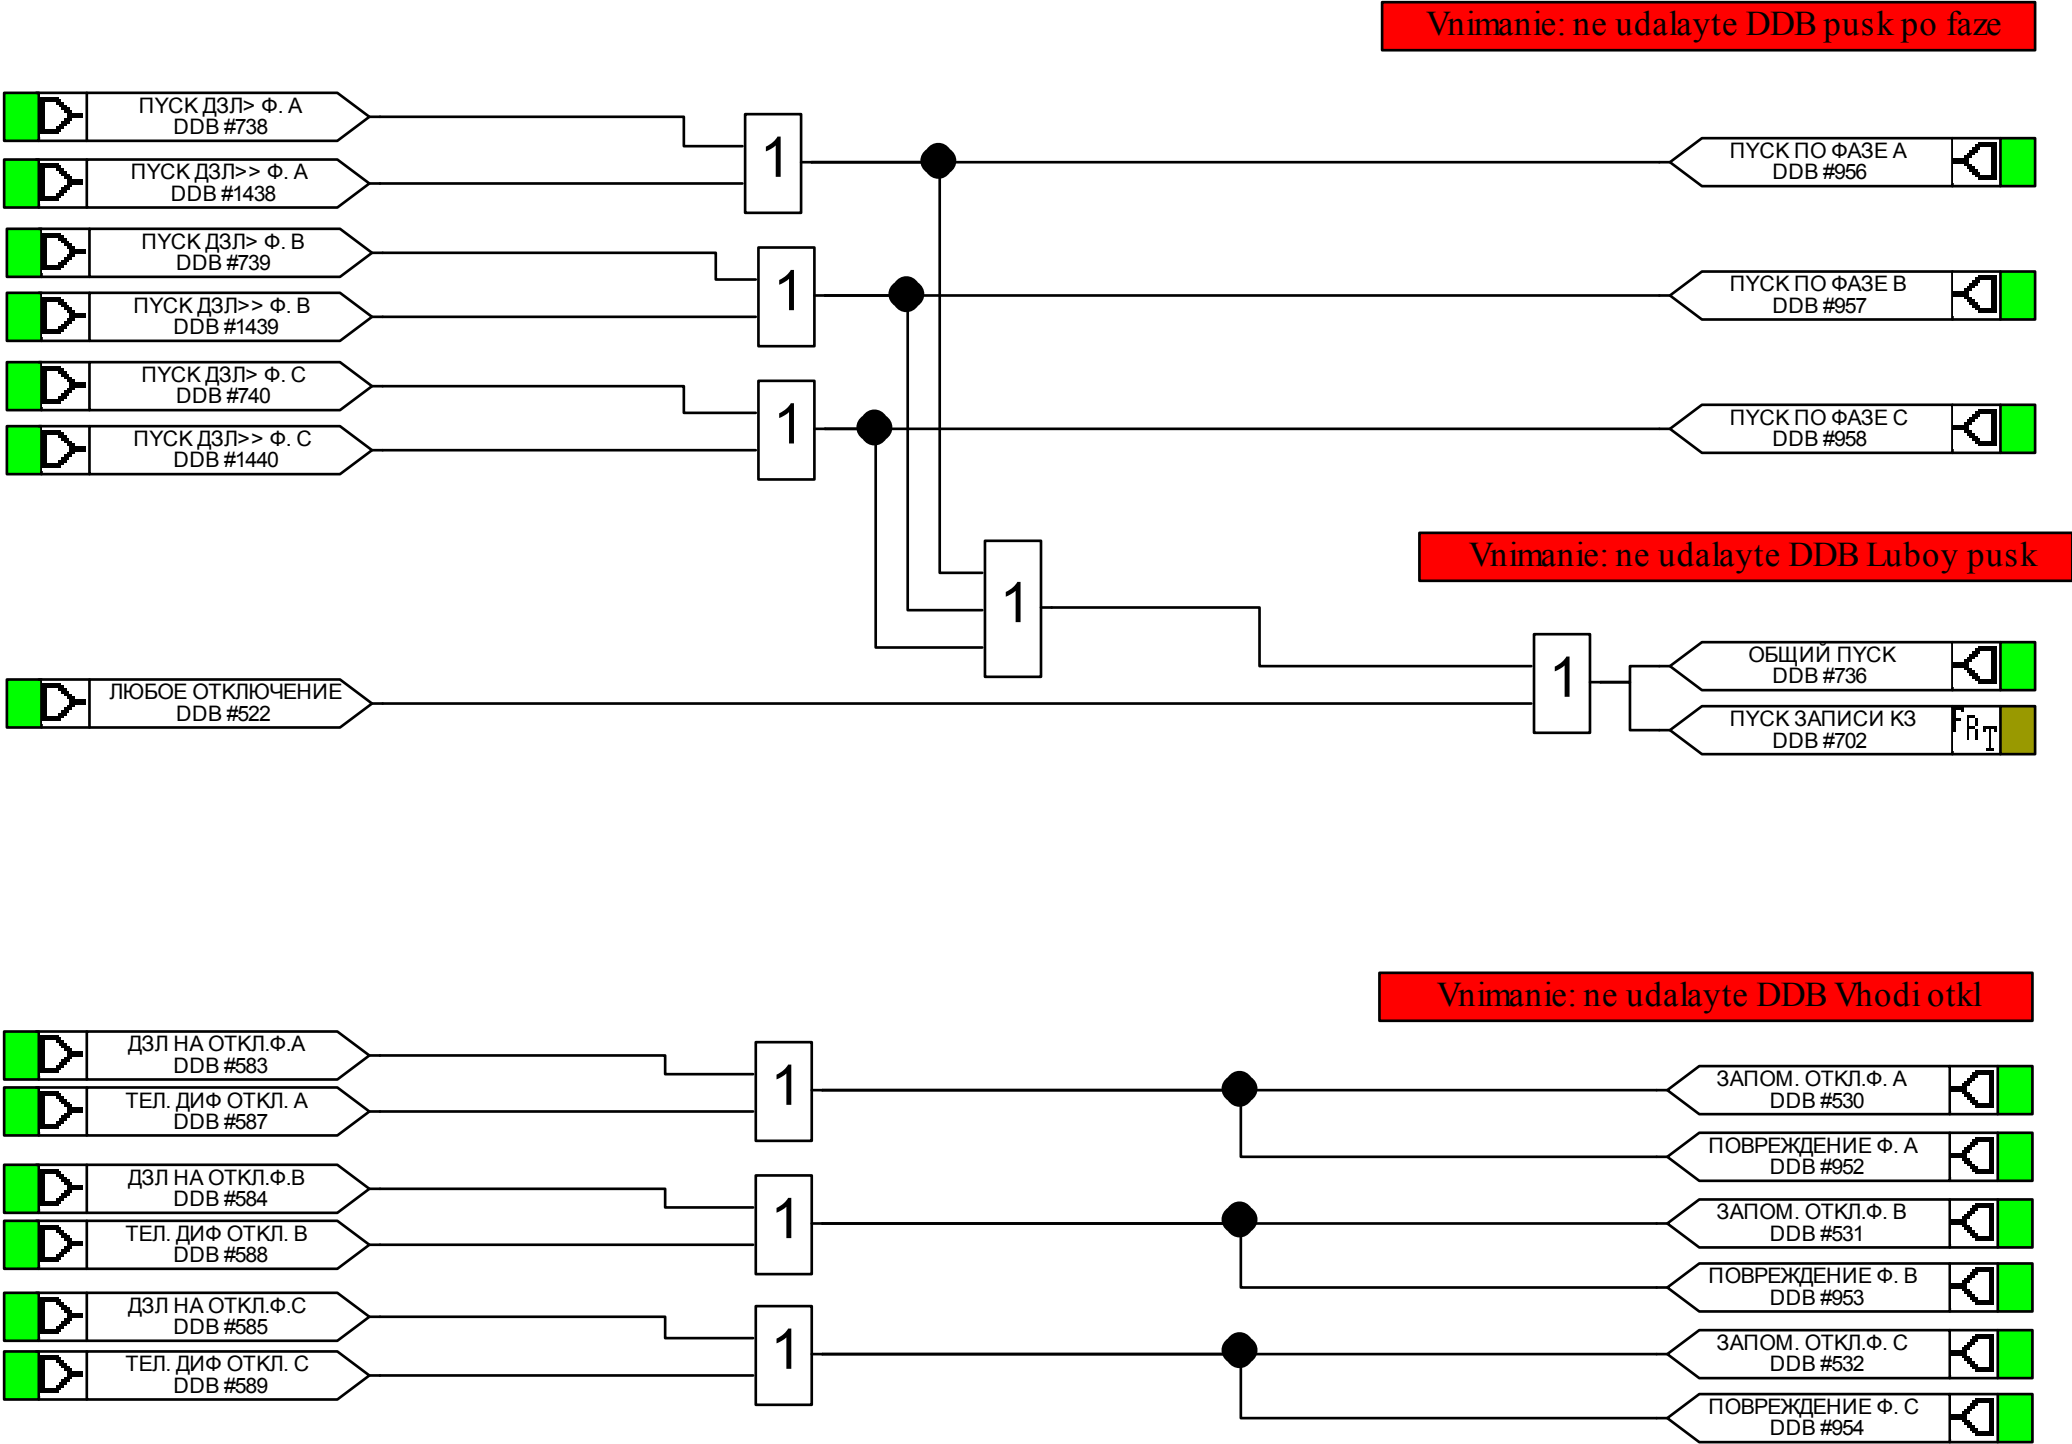 Vnimanie: ne udalayte DDB pusk po faze
ПУСК ДЗЛ> Ф. А
DDB #738
ПУСК ДЗЛ>> Ф. А
DDB #1438
1
ПУСК ПО ФАЗЕ А
DDB #956
ПУСК ДЗЛ> Ф. В
DDB #739
ПУСК ДЗЛ>> Ф. В
DDB #1439
1
ПУСК ПО ФАЗЕ В
DDB #957
ПУСК ДЗЛ> Ф. С
DDB #740
ПУСК ДЗЛ>> Ф. С
DDB #1440
1
ПУСК ПО ФАЗЕ С
DDB #958
Vnimanie: ne udalayte DDB Luboy pusk
1
ЛЮБОЕ ОТКЛЮЧЕНИЕ
DDB #522
1
ОБЩИЙ ПУСК
DDB #736
ПУСК ЗАПИСИ КЗ
DDB #702
FRT
Vnimanie: ne udalayte DDB Vhodi otkl
ДЗЛ НА ОТКЛ.Ф.А
DDB #583
ТЕЛ. ДИФ ОТКЛ. А
DDB #587
1
ЗАПОМ. ОТКЛ.Ф. А
DDB #530
ПОВРЕЖДЕНИЕ Ф. А
DDB #952
ДЗЛ НА ОТКЛ.Ф.В
DDB #584
ТЕЛ. ДИФ ОТКЛ. В
DDB #588
1
ЗАПОМ. ОТКЛ.Ф. В
DDB #531
ПОВРЕЖДЕНИЕ Ф. В
DDB #953
ДЗЛ НА ОТКЛ.Ф.С
DDB #585
ТЕЛ. ДИФ ОТКЛ. С
DDB #589
1
ЗАПОМ. ОТКЛ.Ф. С
DDB #532
ПОВРЕЖДЕНИЕ Ф. С
DDB #954